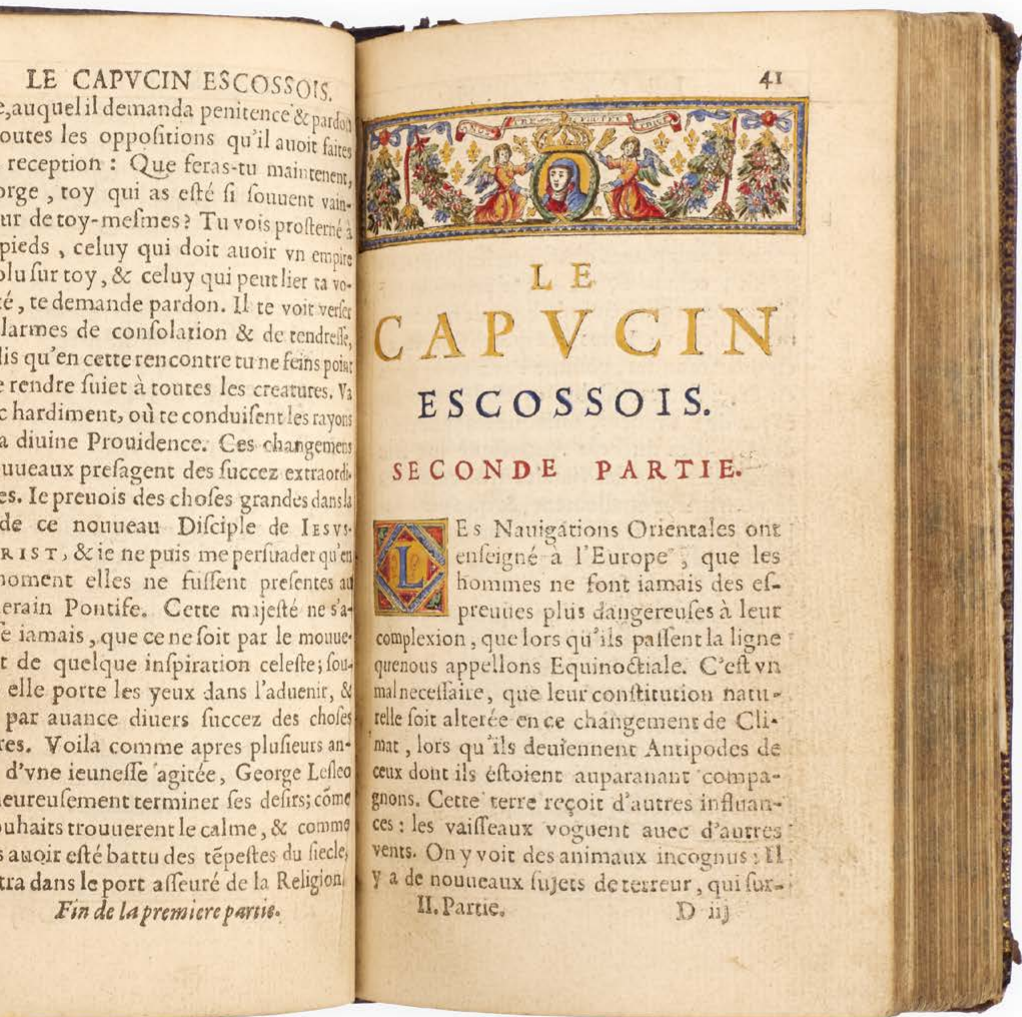 LE CAPVCIN ESCOSSOIS.
e, auquel il demanda penitence & pardon
outes les oppoſitions qu'il auoit faites
reception : Que feras-tu maintenent,
orge , toy qui as eſté ſi ſouuent vain-
ur de toy-meſmes ? Tu vois proſterné à
pieds , celuy qui doit auoir vn empire
olu ſur toy, & celuy qui peut lier ta vo-
é, te demande pardon. Il te voit verſer
larmes de conſolation & de tendreſſe,
dis qu'en cette rencontre tu ne feins point
e rendre ſuiet à toutes les creatures. Va
c hardiment, où te conduiſent les rayons
a diuine Prouidence. Ces changemens
ouueaux preſagent des ſuccez extraordi-
es. Ie preuois des choſes grandes dans la
de ce nouueau Diſciple de IESVS-
RIST, & ie ne puis me perſuader qu'en
moment elles ne fuſſent preſentes au
erain Pontife. Cette majeſté ne s'a-
e iamais, que ce ne ſoit par le mouue-
t de quelque inſpiration celeſte; ſou-
elle porte les yeux dans l'aduenir, &
par auance diuers ſuccez des choſes
res. Voila comme apres pluſieurs an-
d'vne ieuneſſe agitée, George Leſleo
eureuſement terminer ſes deſirs; cõme
ouhaits trouuerent le calme, & comme
s auoir eſté battu des tẽpeſtes du ſiecle,
tra dans le port aſſeuré de la Religion.
Fin de la premiere partie.
41
LE
CAPVCIN
ESCOSSOIS.
SECONDE PARTIE.
LEs Nauigations Orientales ont
enſeigné à l'Europe , que les
hommes ne font iamais des eſ-
preuues plus dangereuſes à leur
complexion, que lors qu'ils paſſent la ligne
que nous appellons Equinoctiale. C'eſt vn
mal neceſſaire, que leur conſtitution natu-
relle ſoit alterée en ce changement de Cli-
mat, lors qu'ils deuiennent Antipodes de
ceux dont ils eſtoient auparauant compa-
gnons. Cette terre reçoit d'autres influan-
ces : les vaiſſeaux voguent auec d'autres
vents. On y voit des animaux incognus : Il
y a de nouueaux ſujets de terreur, qui ſur-
II. Partie. D iij